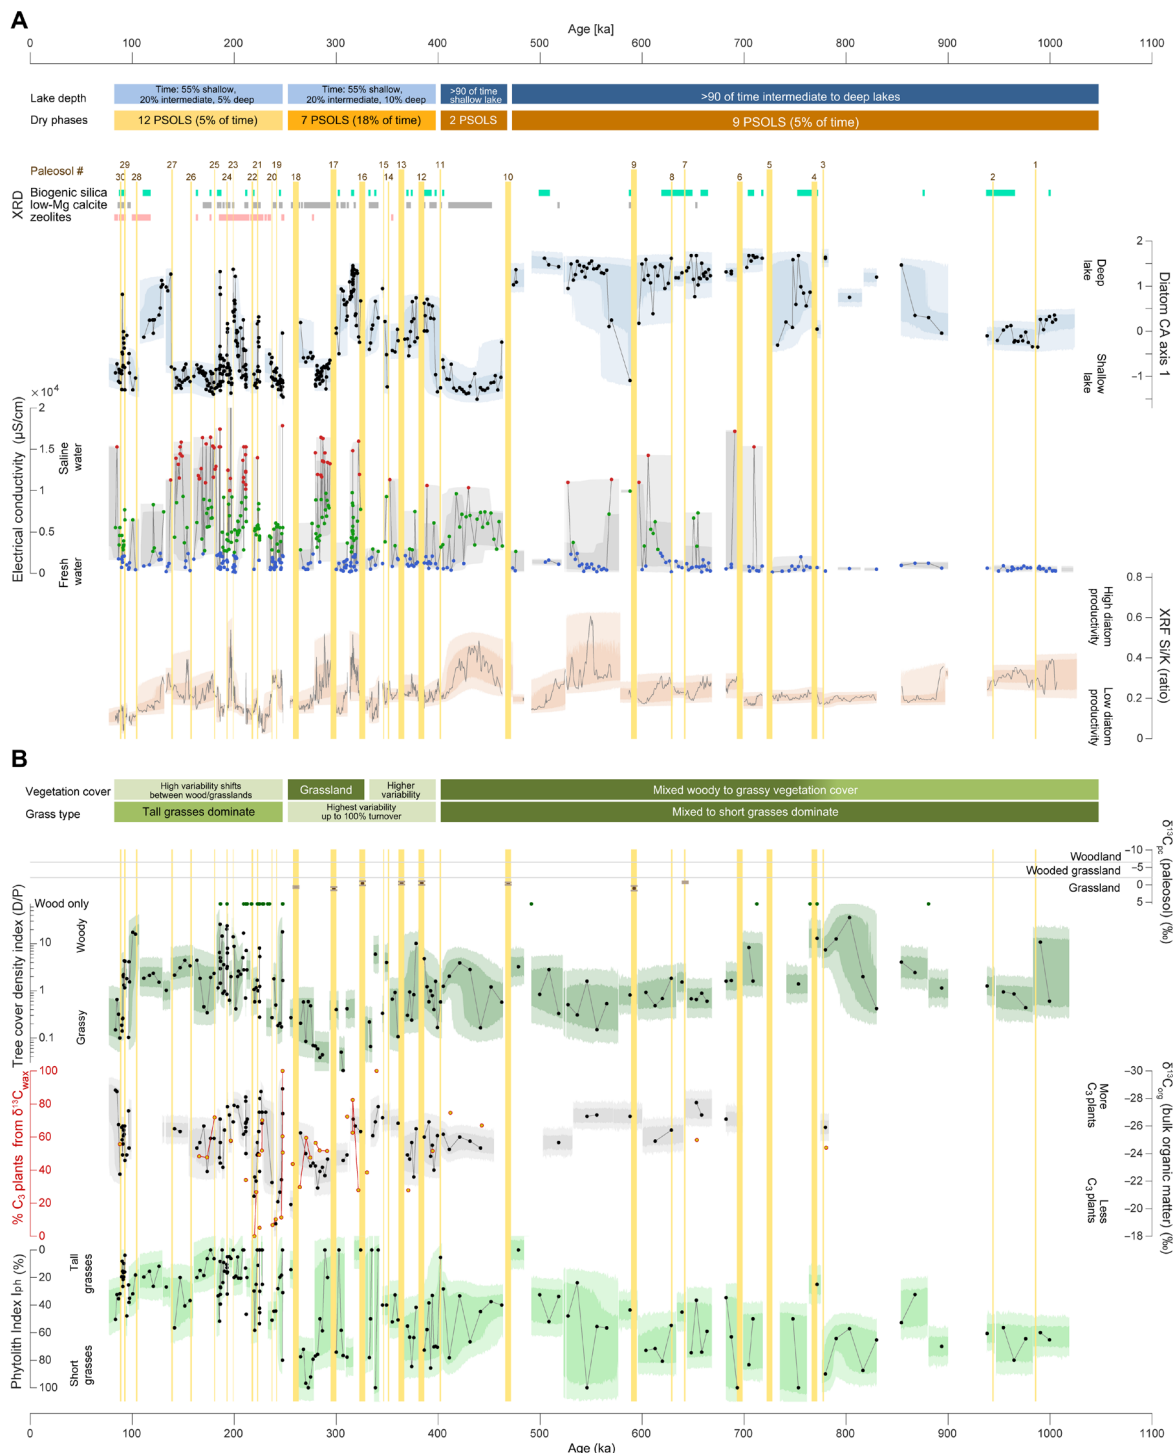 A
Age [ka]
0 100 200 300 400 500 600 700 800 900 1000 1100
Lake depth
Time: 55% shallow,
20% intermediate, 5% deep
Time: 55% shallow,
20% intermediate, 10% deep
>90 of time
shallow lake
>90 of time intermediate to deep lakes
Dry phases
12 PSOLS (5% of time)
7 PSOLS (18% of time)
2 PSOLS
9 PSOLS (5% of time)
Paleosol #
29 27 25 23 21 19 17 15 13 11 9 7 5 3 1
30 28 26 24 22 20 18 16 14 12 10 8 6 4 2
XRD
Biogenic silica
low-Mg calcite
zeolites
Deep
lake
Shallow
lake
2
1
0
−1
Diatom CA axis 1
×10⁴
2
1.5
1
0.5
0
Electrical conductivity (µS/cm)
Saline
water
Fresh
water
High diatom
productivity
Low diatom
productivity
0.8
0.6
0.4
0.2
0
XRF Si/K (ratio)
B
Vegetation cover
High variability shifts
between wood/grasslands
Grassland
Higher
variability
Mixed woody to grassy vegetation cover
Grass type
Tall grasses dominate
Highest variability
up to 100% turnover
Mixed to short grasses dominate
Woodland
Wooded grassland
Grassland
−10
−5
0
5
δ¹³Cpc (paleosol) (‰)
Wood only
10
1
0.1
Tree cover density index (D/P)
Woody
Grassy
100
80
60
40
20
0
% C₃ plants from δ¹³Cwax
More
C₃ plants
Less
C₃ plants
−30
−28
−26
−24
−22
−20
−18
δ¹³Corg (bulk organic matter) (‰)
0
20
40
60
80
100
Phytolith Index Iph (%)
Tall
grasses
Short
grasses
0 100 200 300 400 500 600 700 800 900 1000 1100
Age (ka)